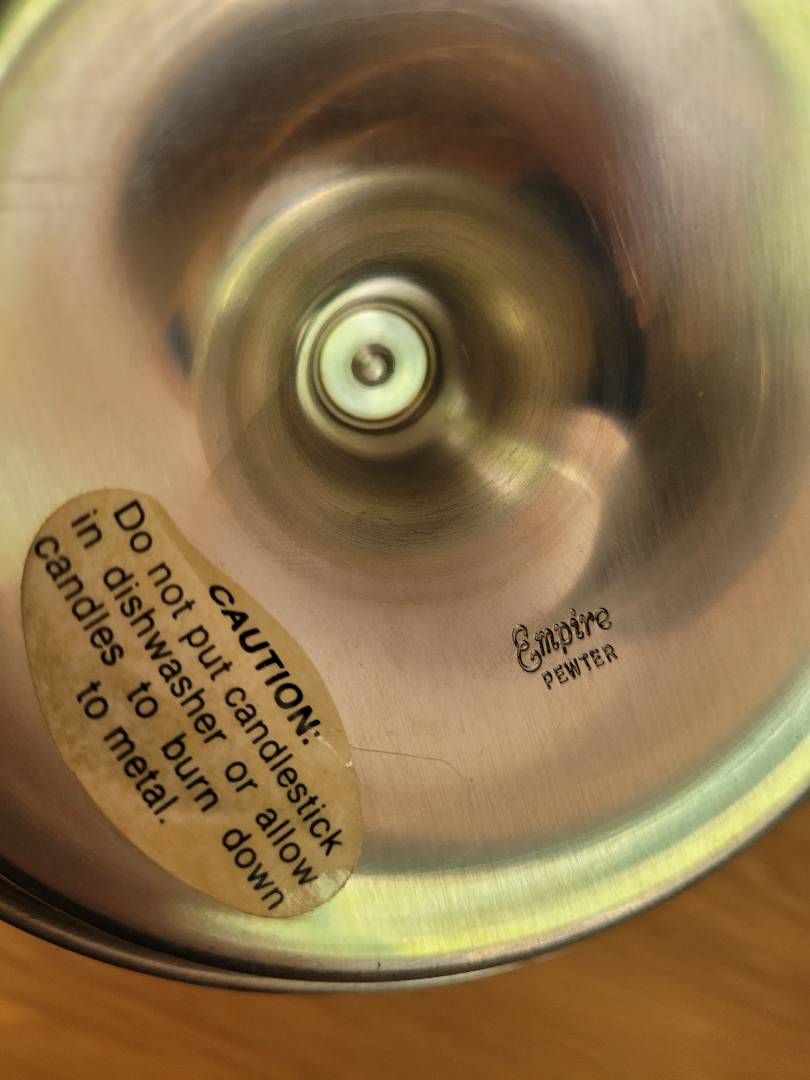 CAUTION:
Do not put candlestick
in dishwasher or allow
candles to burn down
to metal.
Empire
PEWTER